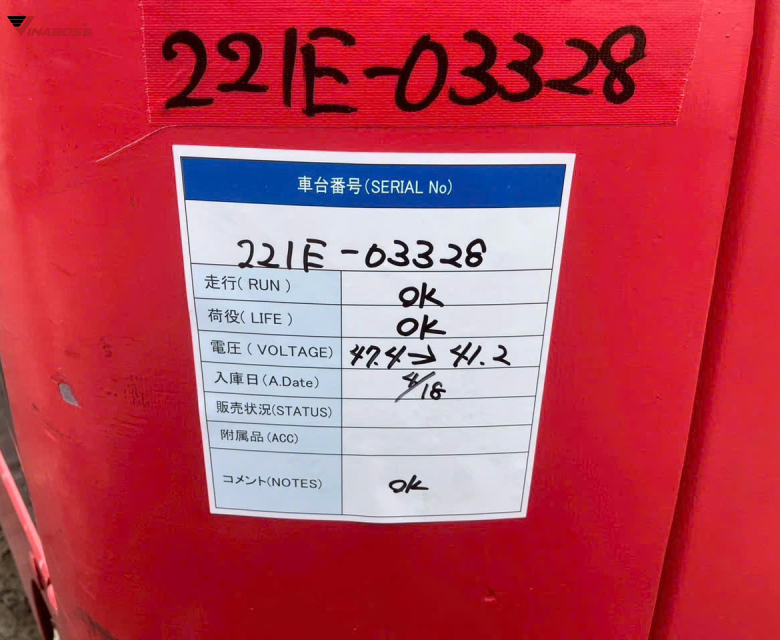 VINABOSS
221E-03328
車台番号(SERIAL No)
221E-03328
走行( RUN ) OK
荷役( LIFE ) OK
電圧( VOLTAGE) 47.4→41.2
入庫日(A.Date) 4/18
販売状況(STATUS)
附属品(ACC)
コメント(NOTES) OK